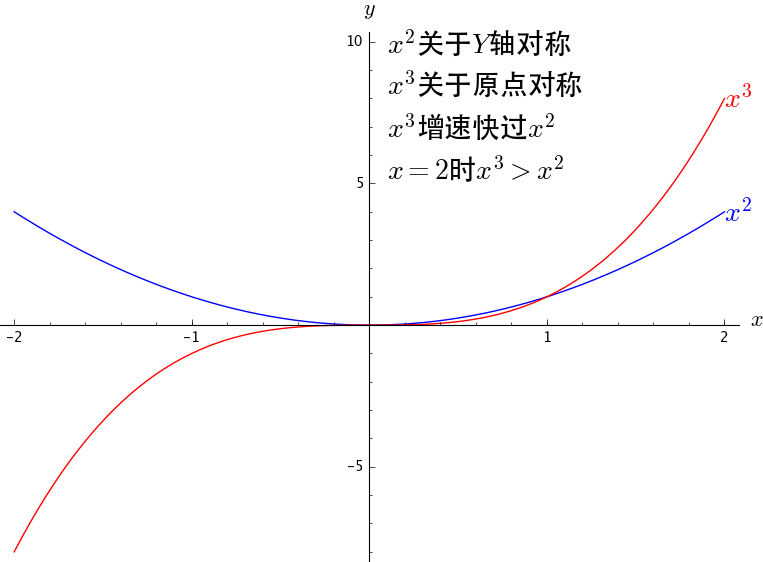 y
10
x²关于Y轴对称
x³关于原点对称
x³增速快过x²
x = 2时x³ > x²
x³
5
x²
-2 -1 1 2 x
-5